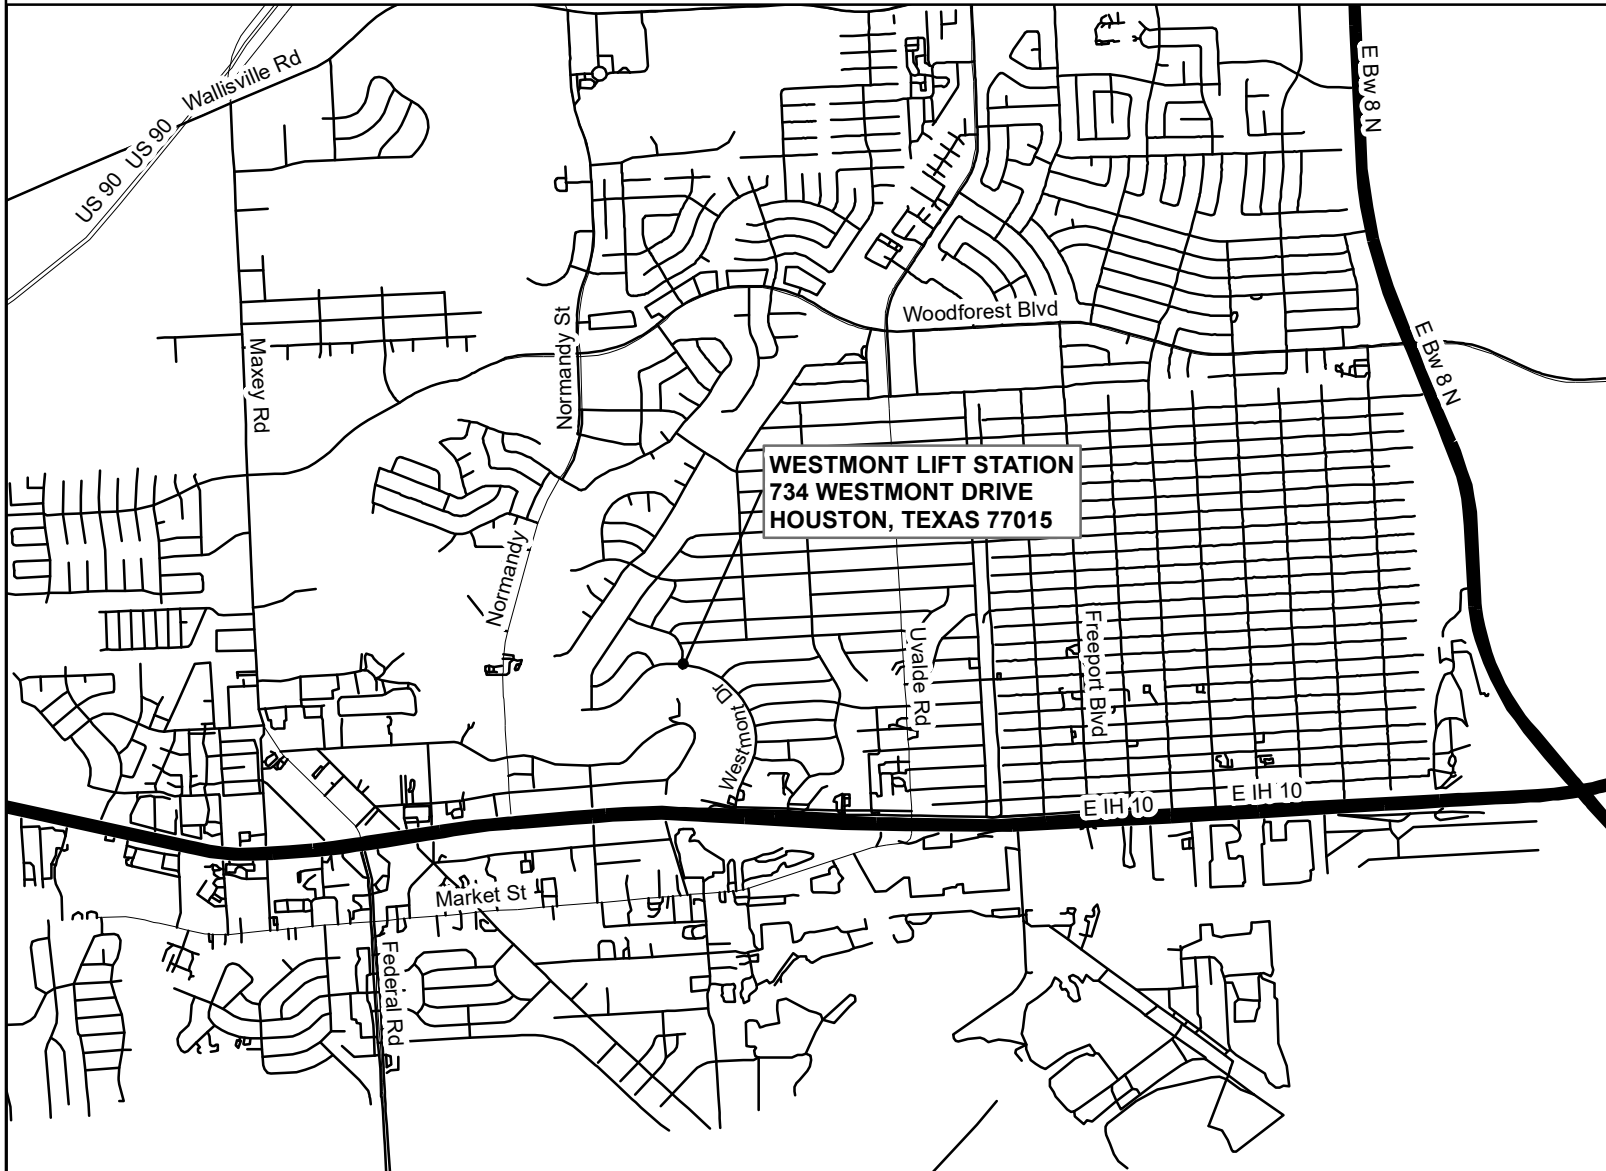 E Bw 8 N
Wallisville Rd
US 90
US 90
Woodforest Blvd
Normandy St
Maxey Rd
E Bw 8 N
WESTMONT LIFT STATION
734 WESTMONT DRIVE
HOUSTON, TEXAS 77015
Normandy
Uvalde Rd
Freeport Blvd
Westmont Dr
E IH 10
E IH 10
Market St
Federal Rd